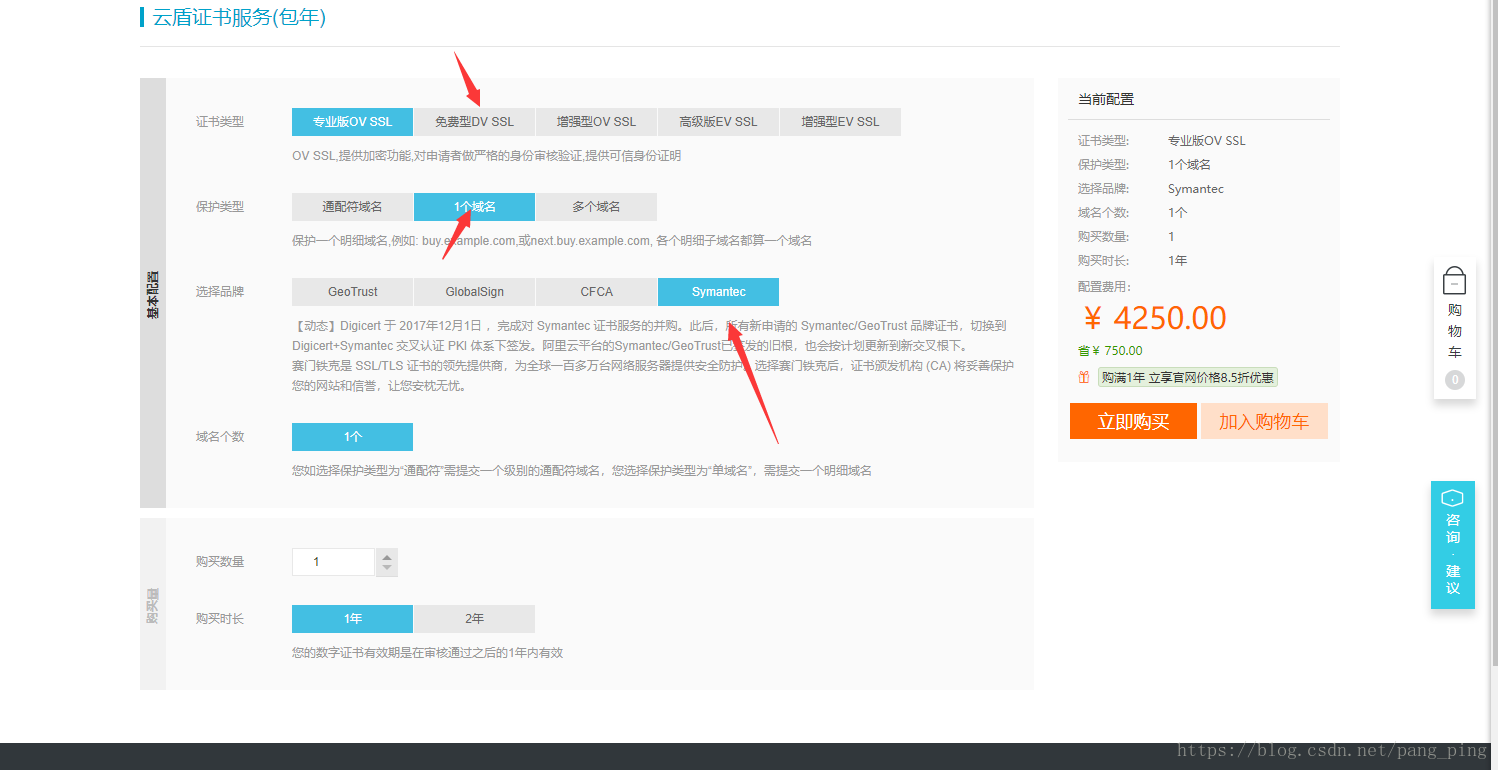 云盾证书服务(包年)
基本配置
证书类型
专业版OV SSL
免费型DV SSL
增强型OV SSL
高级版EV SSL
增强型EV SSL
OV SSL,提供加密功能,对申请者做严格的身份审核验证,提供可信身份证明
保护类型
通配符域名
1个域名
多个域名
保护一个明细域名,例如: buy.example.com,或next.buy.example.com, 各个明细子域名都算一个域名
选择品牌
GeoTrust
GlobalSign
CFCA
Symantec
【动态】Digicert 于 2017年12月1日 ，完成对 Symantec 证书服务的并购。此后，所有新申请的 Symantec/GeoTrust 品牌证书，切换到
Digicert+Symantec 交叉认证 PKI 体系下签发。阿里云平台的Symantec/GeoTrust已签发的旧根，也会按计划更新到新交叉根下。
赛门铁克是 SSL/TLS 证书的领先提供商，为全球一百多万台网络服务器提供安全防护。选择赛门铁克后，证书颁发机构 (CA) 将妥善保护
您的网站和信誉，让您安枕无忧。
域名个数
1个
您如选择保护类型为“通配符”需提交一个级别的通配符域名，您选择保护类型为“单域名”，需提交一个明细域名
购买量
购买数量
1
购买时长
1年
2年
您的数字证书有效期是在审核通过之后的1年内有效
当前配置
证书类型: 专业版OV SSL
保护类型: 1个域名
选择品牌: Symantec
域名个数: 1个
购买数量: 1
购买时长: 1年
配置费用:
¥ 4250.00
省¥ 750.00
购满1年 立享官网价格8.5折优惠
立即购买
加入购物车
购
物
车
0
咨
询
·
建
议
https://blog.csdn.net/pang_ping